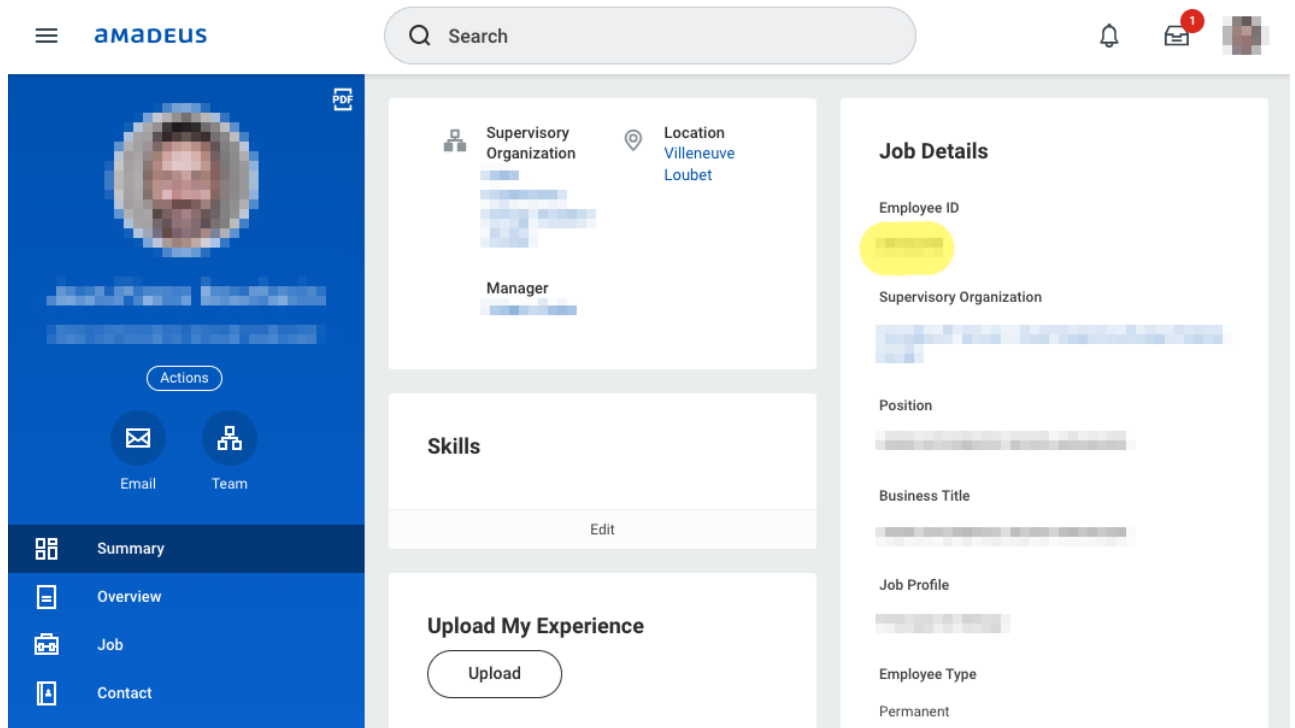 amadeus
Search
1
PDF
Actions
Email
Team
Summary
Overview
Job
Contact
Supervisory
Organization
Location
Villeneuve
Loubet
Manager
Skills
Edit
Upload My Experience
Upload
Job Details
Employee ID
Supervisory Organization
Position
Business Title
Job Profile
Employee Type
Permanent